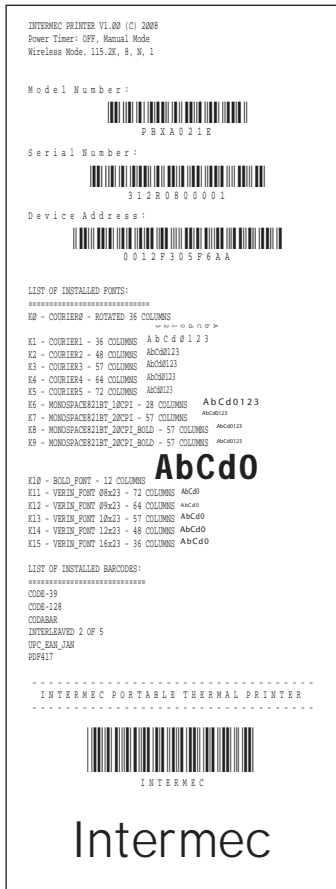 INTERMEC PRINTER V1.00 (C) 2008
Power Timer: OFF, Manual Mode
Wireless Mode. 115.2K, 8, N, 1
Model Number:
PBXA021E
Serial Number:
312R0800001
Device Address:
0012F305F6AA
LIST OF INSTALLED FONTS:
=============================
K0 - COURIER0 - ROTATED 36 COLUMNS
AbCd0123
K1 - COURIER1 - 36 COLUMNS AbCd0123
K2 - COURIER2 - 48 COLUMNS AbCd0123
K3 - COURIER3 - 57 COLUMNS AbCd0123
K4 - COURIER4 - 64 COLUMNS AbCd0123
K5 - COURIER5 - 72 COLUMNS AbCd0123
K6 - MONOSPACE821BT_10CPI - 28 COLUMNS AbCd0123
K7 - MONOSPACE821BT_20CPI - 57 COLUMNS AbCd0123
K8 - MONOSPACE821BT_20CPI_BOLD - 57 COLUMNS AbCd0123
K9 - MONOSPACE821BT_20CPI_BOLD - 57 COLUMNS AbCd0123
K10 - BOLD_FONT - 12 COLUMNS AbCd0
K11 - VERIN_FONT 08x23 - 72 COLUMNS AbCd0
K12 - VERIN_FONT 09x23 - 64 COLUMNS AbCd0
K13 - VERIN_FONT 10x23 - 57 COLUMNS AbCd0
K14 - VERIN_FONT 12x23 - 48 COLUMNS AbCd0
K15 - VERIN_FONT 16x23 - 36 COLUMNS AbCd0
LIST OF INSTALLED BARCODES:
============================
CODE-39
CODE-128
CODABAR
INTERLEAVED 2 OF 5
UPC_EAN_JAN
PDF417
- - - - - - - - - - - - - - - - - - - - - - - - - - - - - - - - - -
INTERMEC PORTABLE THERMAL PRINTER
- - - - - - - - - - - - - - - - - - - - - - - - - - - - - - - - - -
INTERMEC
Intermec